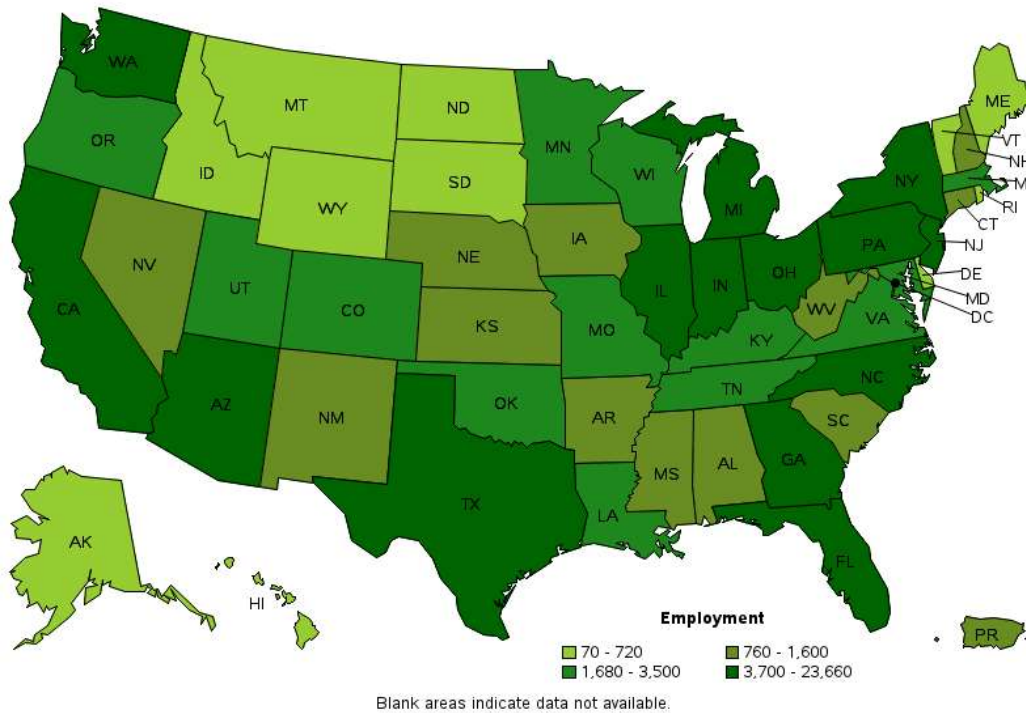 WA
MT
ND
ME
OR
MN
VT
ID
NH
SD
WI
NY
M
WY
MI
RI
CT
IA
PA
NJ
NE
NV
OH
DE
IL
IN
UT
MD
CO
WV
CA
VA
DC
KS
MO
KY
NC
TN
AZ
OK
NM
AR
SC
MS
AL
GA
TX
LA
AK
FL
HI
PR
Employment
70 - 720
760 - 1,600
1,680 - 3,500
3,700 - 23,660
Blank areas indicate data not available.